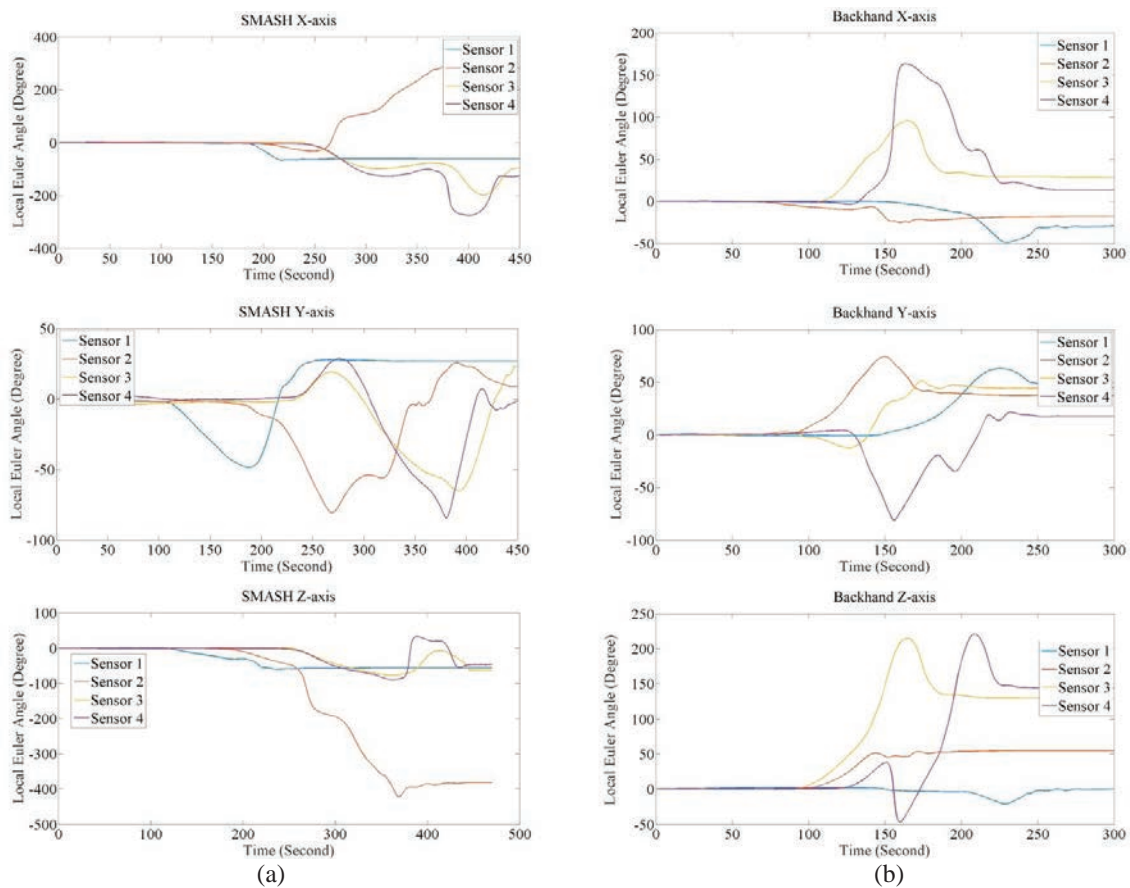 SMASH X-axis
400
200
0
-200
-400
Local Euler Angle (Degree)
Sensor 1
Sensor 2
Sensor 3
Sensor 4
0 50 100 150 200 250 300 350 400 450
Time (Second)
Backhand X-axis
200
150
100
50
0
-50
Local Euler Angle (Degree)
Sensor 1
Sensor 2
Sensor 3
Sensor 4
0 50 100 150 200 250 300
Time (Second)
SMASH Y-axis
50
0
-50
-100
Local Euler Angle (Degree)
Sensor 1
Sensor 2
Sensor 3
Sensor 4
0 50 100 150 200 250 300 350 400 450
Time (Second)
Backhand Y-axis
100
50
0
-50
-100
Local Euler Angle (Degree)
Sensor 1
Sensor 2
Sensor 3
Sensor 4
0 50 100 150 200 250 300
Time (Second)
SMASH Z-axis
100
0
-100
-200
-300
-400
-500
Local Euler Angle (Degree)
Sensor 1
Sensor 2
Sensor 3
Sensor 4
0 100 200 300 400 500
Time (Second)
(a)
Backhand Z-axis
250
200
150
100
50
0
-50
Local Euler Angle (Degree)
Sensor 1
Sensor 2
Sensor 3
Sensor 4
0 50 100 150 200 250 300
Time (Second)
(b)